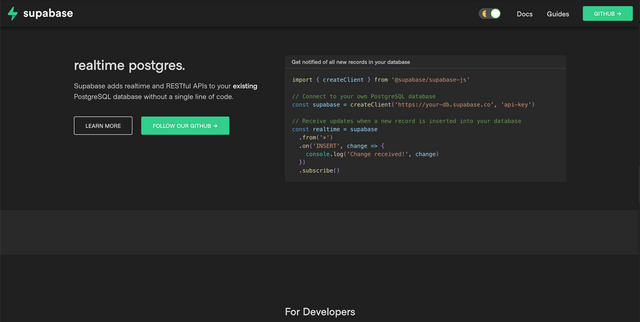 supabase
Docs
Guides
GITHUB →
realtime postgres.
Supabase adds realtime and RESTful APIs to your existing
PostgreSQL database without a single line of code.
LEARN MORE
FOLLOW OUR GITHUB →
Get notified of all new records in your database
import { createClient } from '@supabase/supabase-js'
// Connect to your own PostgreSQL database
const supabase = createClient('https://your-db.supabase.co', 'api-key')
// Receive updates when a new record is inserted into your database
const realtime = supabase
.from('*')
.on('INSERT', change => {
console.log('Change received!', change)
})
.subscribe()
For Developers